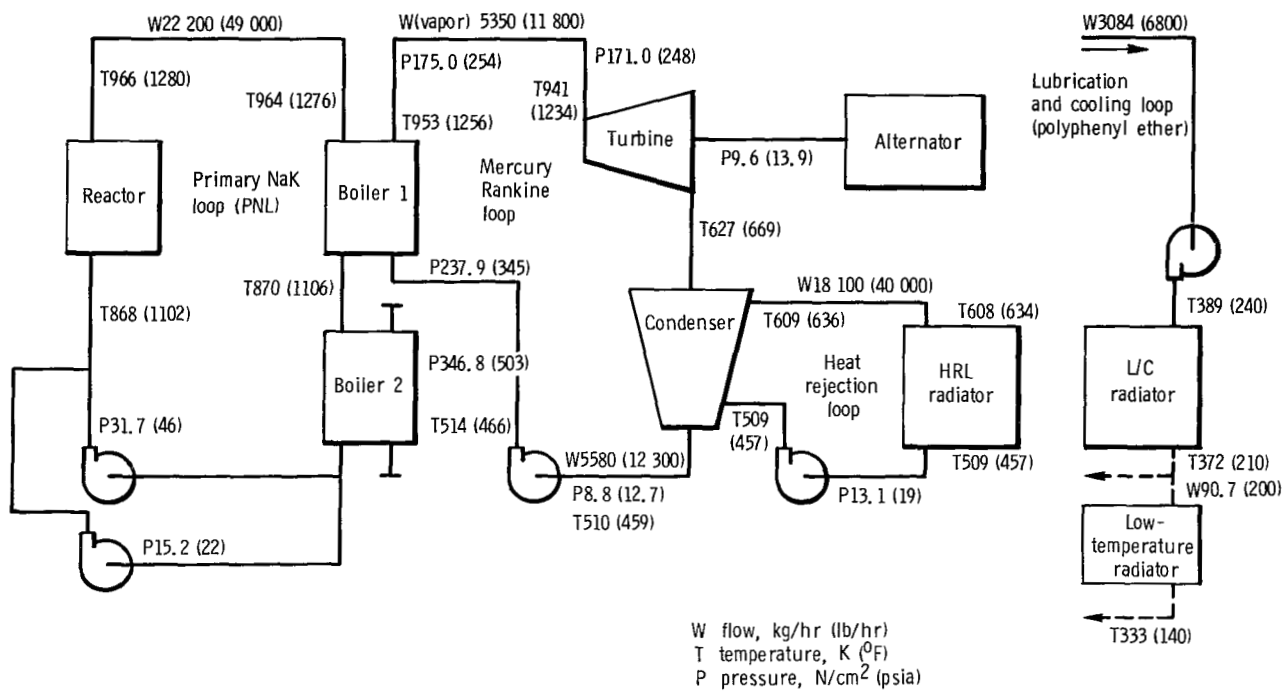 W22 200 (49 000)
W(vapor) 5350 (11 800)
W3084 (6800)
T966 (1280)
T964 (1276)
P175.0 (254)
P171.0 (248)
T953 (1256)
T941
(1234)
Lubrication
and cooling loop
(polyphenyl ether)
Reactor
Primary NaK
loop (PNL)
Boiler 1
Mercury
Rankine
loop
Turbine
P9.6 (13.9)
Alternator
T627 (669)
T868 (1102)
T870 (1106)
P237.9 (345)
Condenser
W18 100 (40 000)
T609 (636)
T608 (634)
T389 (240)
Boiler 2
P346.8 (503)
T514 (466)
Heat
rejection
loop
HRL
radiator
L/C
radiator
P31.7 (46)
W5580 (12 300)
P8.8 (12.7)
T510 (459)
T509
(457)
P13.1 (19)
T509 (457)
T372 (210)
W90.7 (200)
P15.2 (22)
Low-
temperature
radiator
T333 (140)
W flow, kg/hr (lb/hr)
T temperature, K (°F)
P pressure, N/cm² (psia)